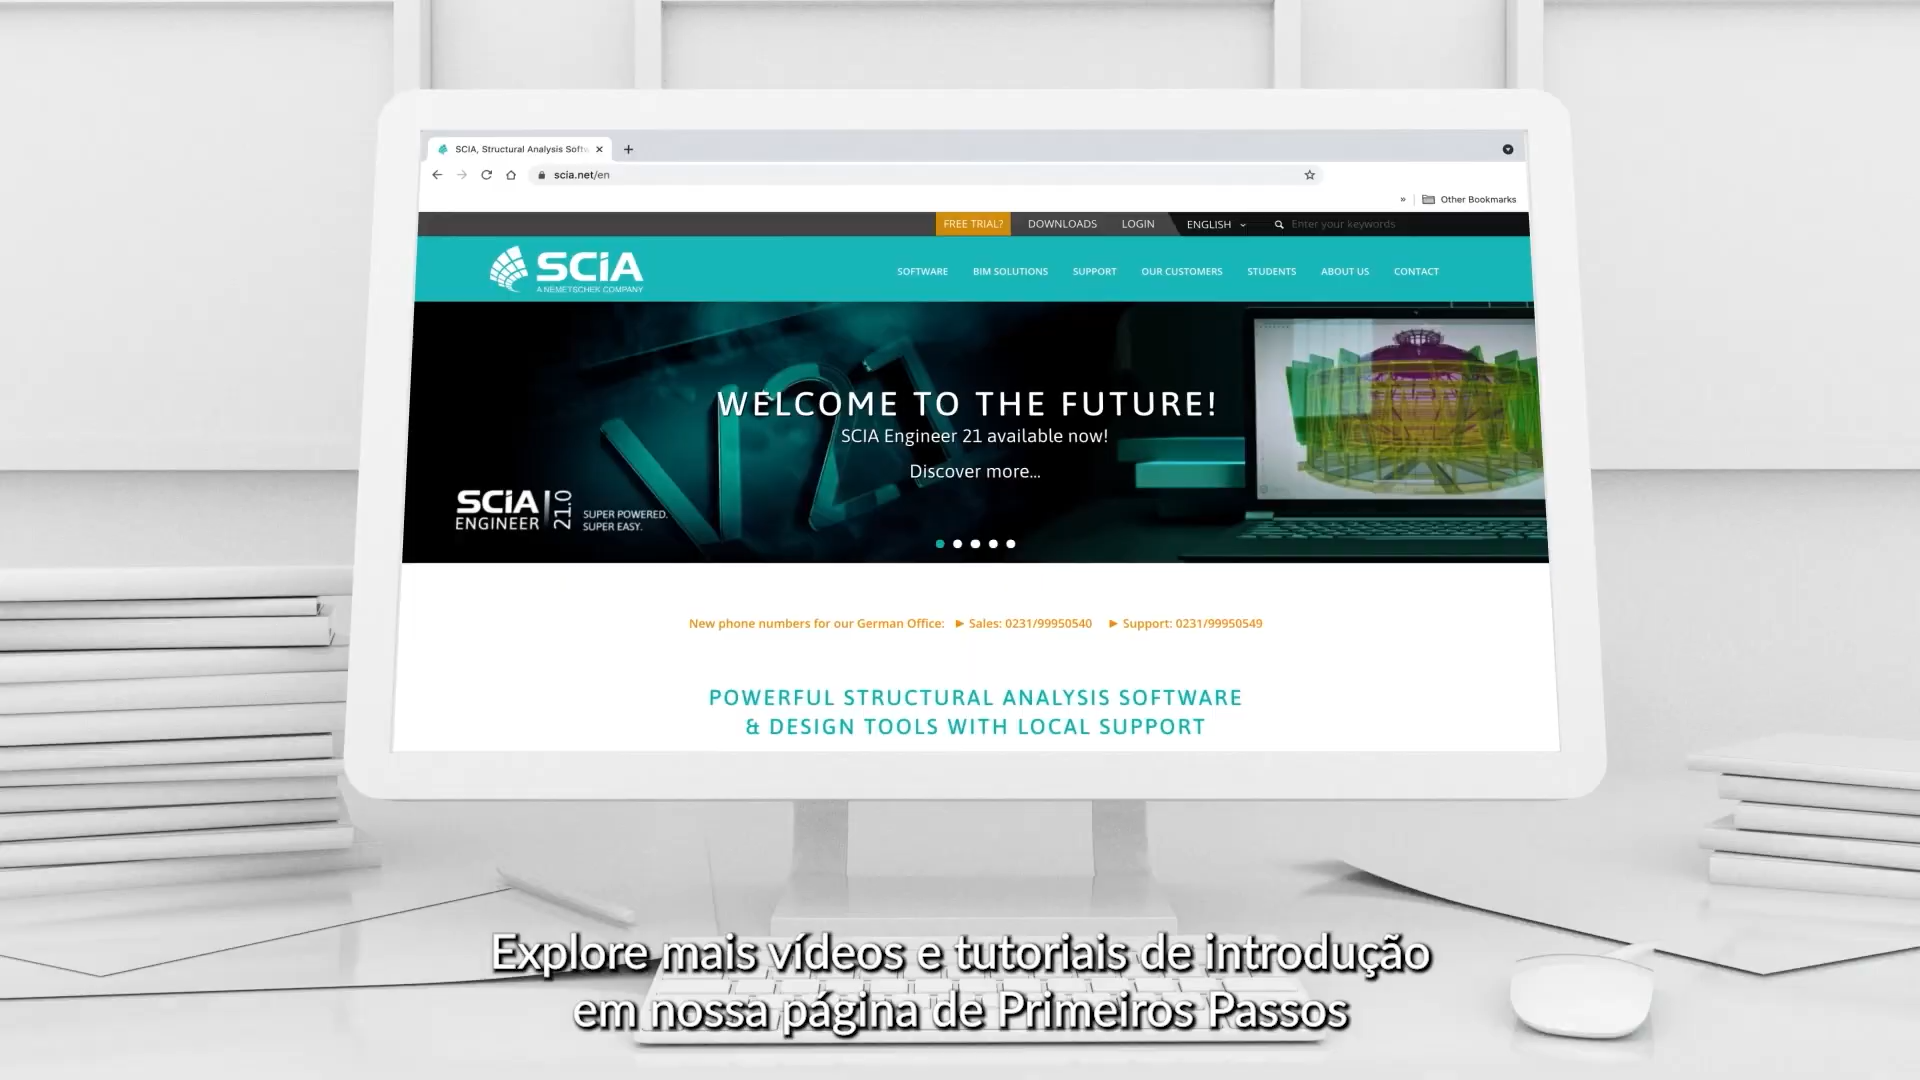 SCIA, Structural Analysis Softw
scia.net/en
» Other Bookmarks
FREE TRIAL? DOWNLOADS LOGIN ENGLISH Enter your keywords
SCiA
A NEMETSCHEK COMPANY
SOFTWARE BIM SOLUTIONS SUPPORT OUR CUSTOMERS STUDENTS ABOUT US CONTACT
V21
WELCOME TO THE FUTURE!
SCIA Engineer 21 available now!
Discover more...
SCiA
ENGINEER
21.0
SUPER POWERED.
SUPER EASY.
New phone numbers for our German Office: ► Sales: 0231/99950540 ► Support: 0231/99950549
POWERFUL STRUCTURAL ANALYSIS SOFTWARE
& DESIGN TOOLS WITH LOCAL SUPPORT
Explore mais vídeos e tutoriais de introdução
em nossa página de Primeiros Passos